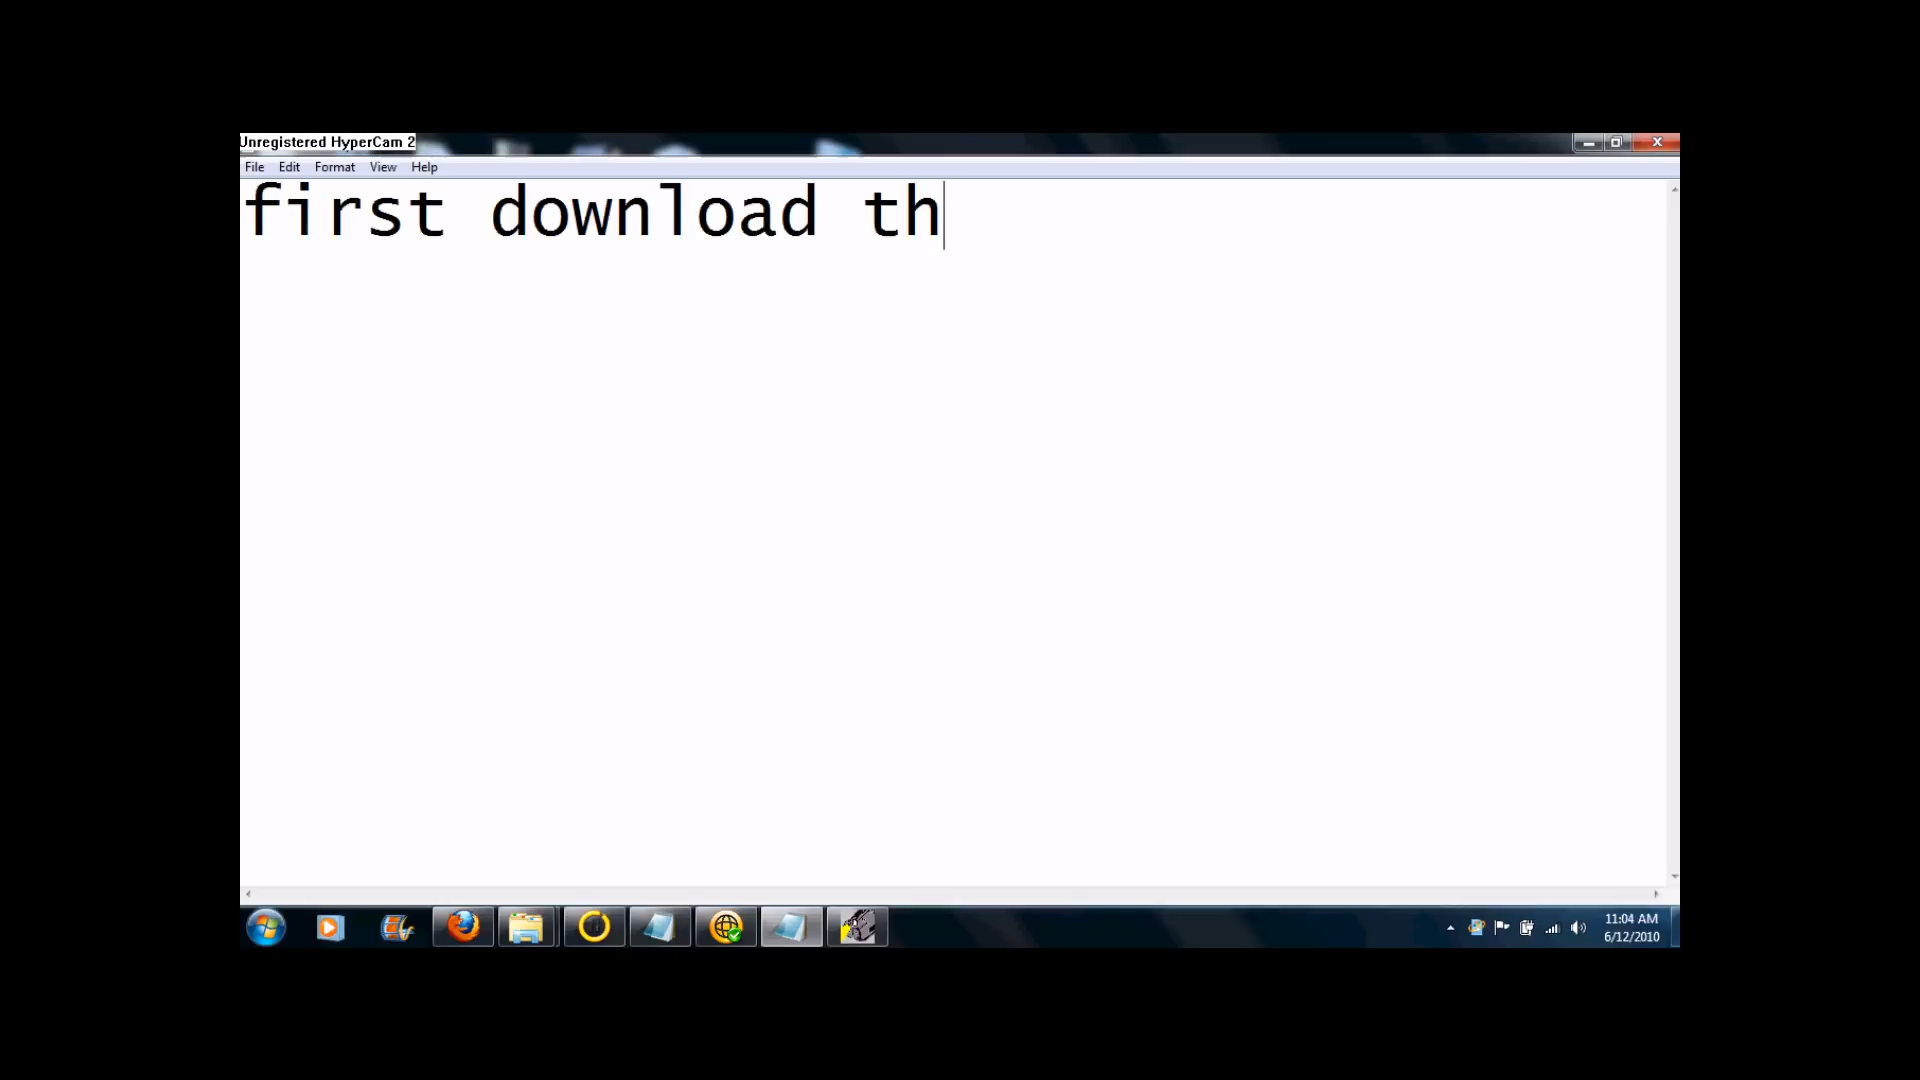 Unregistered HyperCam 2
File Edit Format View Help
first download th
11:04 AM
6/12/2010